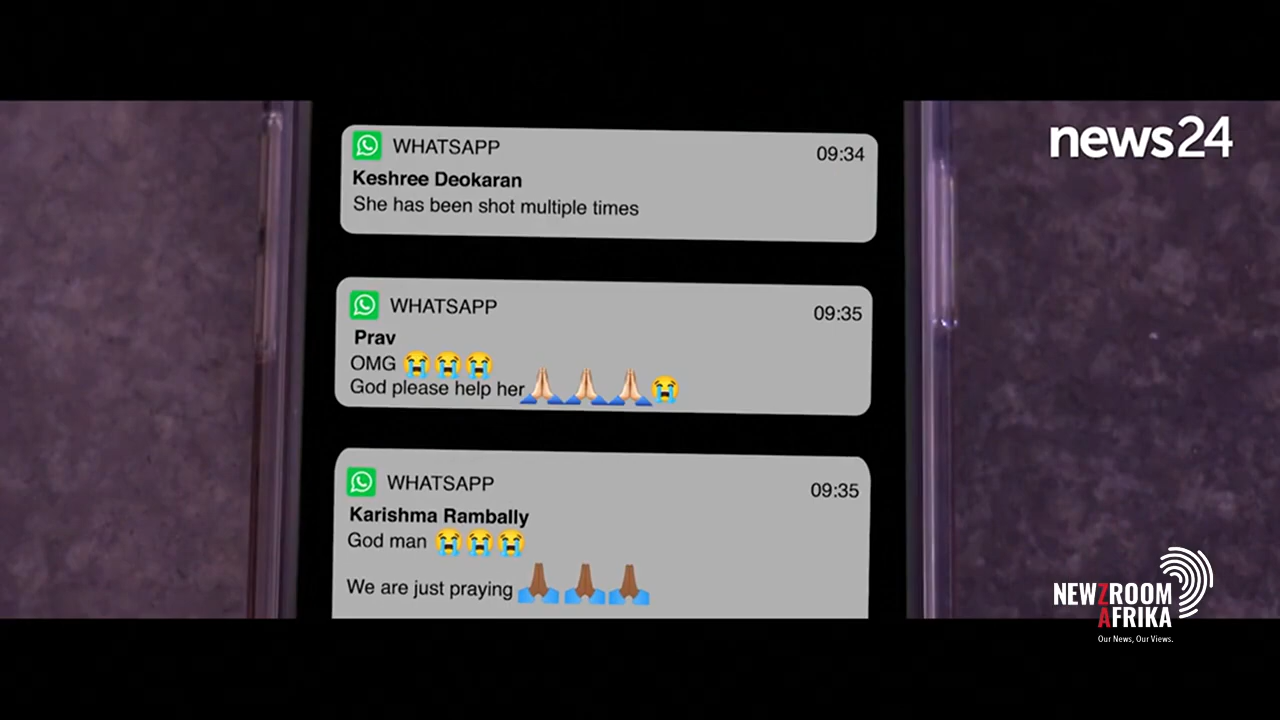 news24
WHATSAPP
09:34
Keshree Deokaran
She has been shot multiple times
WHATSAPP
09:35
Prav
OMG 😭😭😭
God please help her🙏🏻🙏🏻🙏🏻😭
WHATSAPP
09:35
Karishma Rambally
God man 😭😭😭
We are just praying 🙏🏾🙏🏾🙏🏾
NEWZROOM
AFRIKA
Our News, Our Views.